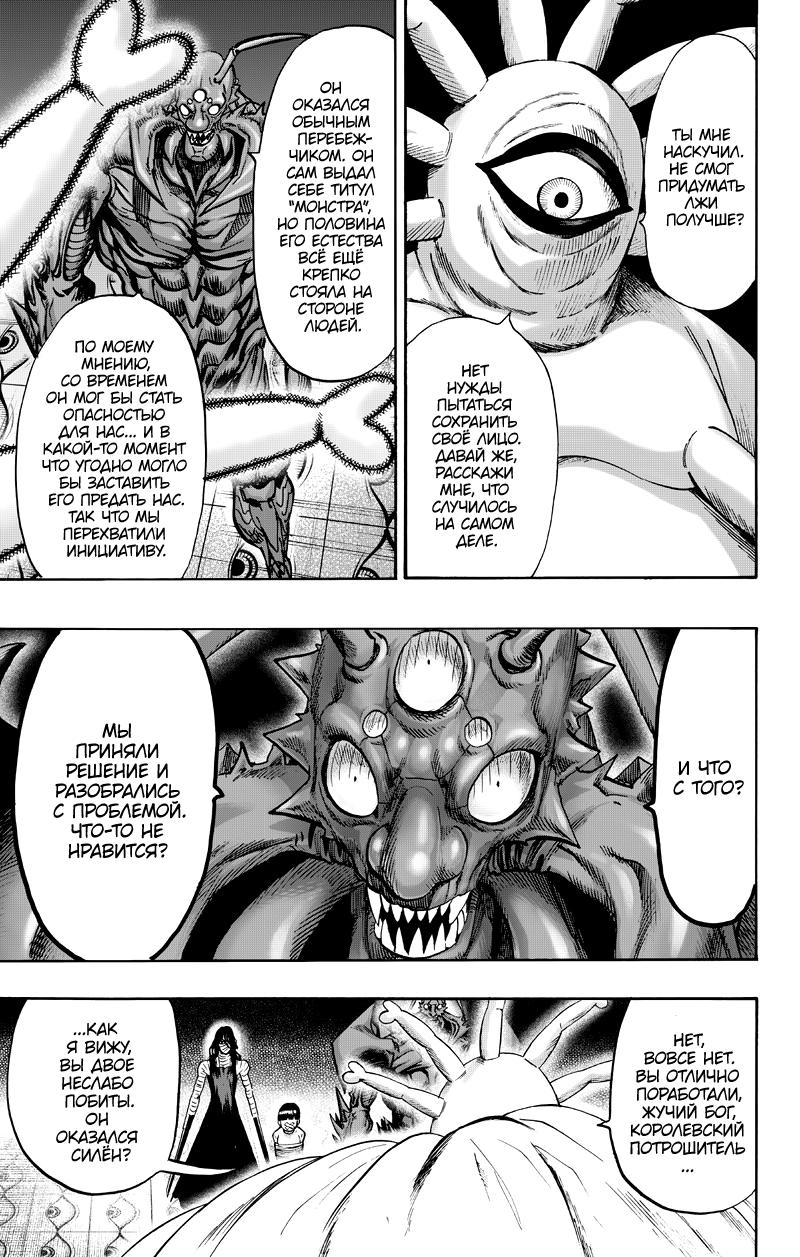 ТЫ МНЕ
НАСКУЧИЛ.
НЕ СМОГ
ПРИДУМАТЬ
ЛЖИ
ПОЛУЧШЕ?
НЕТ
НУЖДЫ
ПЫТАТЬСЯ
СОХРАНИТЬ
СВОЁ ЛИЦО.
ДАВАЙ ЖЕ,
РАССКАЖИ
МНЕ, ЧТО
СЛУЧИЛОСЬ
НА САМОМ
ДЕЛЕ.
ОН
ОКАЗАЛСЯ
ОБЫЧНЫМ
ПЕРЕБЕЖ-
ЧИКОМ. ОН
САМ ВЫДАЛ
СЕБЕ ТИТУЛ
"МОНСТРА",
НО ПОЛОВИНА
ЕГО ЕСТЕСТВА
ВСЁ ЕЩЁ
КРЕПКО
СТОЯЛА НА
СТОРОНЕ
ЛЮДЕЙ.
ПО МОЕМУ
МНЕНИЮ,
СО ВРЕМЕНЕМ
ОН МОГ БЫ СТАТЬ
ОПАСНОСТЬЮ
ДЛЯ НАС... И В
КАКОЙ-ТО МОМЕНТ
ЧТО УГОДНО МОГЛО
БЫ ЗАСТАВИТЬ
ЕГО ПРЕДАТЬ НАС.
ТАК ЧТО МЫ
ПЕРЕХВАТИЛИ
ИНИЦИАТИВУ.
И ЧТО
С ТОГО?
МЫ
ПРИНЯЛИ
РЕШЕНИЕ И
РАЗОБРАЛИСЬ
С ПРОБЛЕМОЙ.
ЧТО-ТО НЕ
НРАВИТСЯ?
НЕТ,
ВОВСЕ НЕТ.
ВЫ ОТЛИЧНО
ПОРАБОТАЛИ,
ЖУЧИЙ БОГ,
КОРОЛЕВСКИЙ
ПОТРОШИТЕЛЬ
...
...КАК
Я ВИЖУ,
ВЫ ДВОЕ
НЕСЛАБО
ПОБИТЫ.
ОН
ОКАЗАЛСЯ
СИЛЁН?